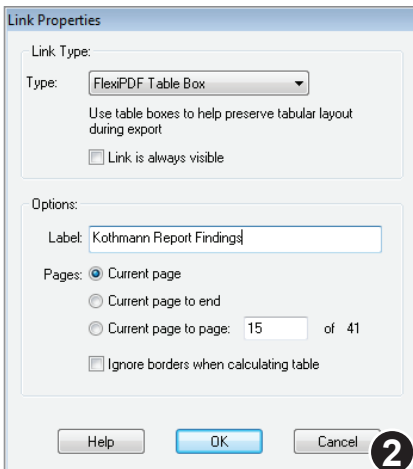 Link Properties
Link Type:
Type: FlexiPDF Table Box
Use table boxes to help preserve tabular layout
during export
Link is always visible
Options:
Label: Kothmann Report Findings
Pages: Current page
Current page to end
Current page to page: 15 of 41
Ignore borders when calculating table
Help OK Cancel
2